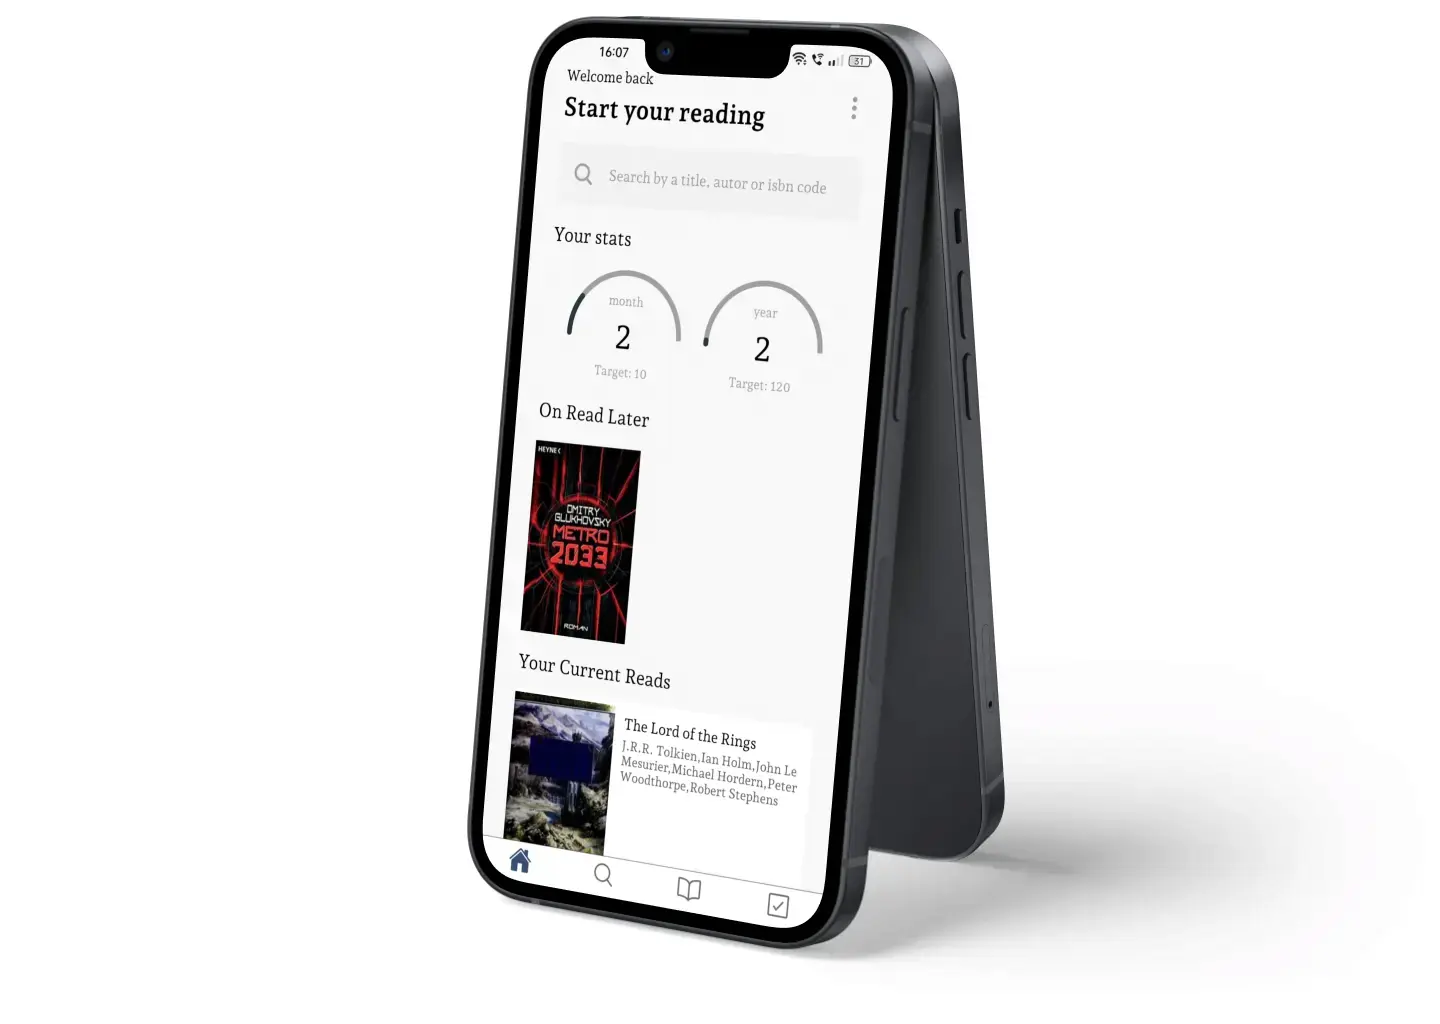 16:07
31
Welcome back
Start your reading
Search by a title, autor or isbn code
Your stats
month
2
Target: 10
year
2
Target: 120
On Read Later
HEYNE
DMITRY
GLUKHOVSKY
METRO
2033
ROMAN
Your Current Reads
The Lord of the Rings
J.R.R. Tolkien,Ian Holm,John Le
Mesurier,Michael Hordern,Peter
Woodthorpe,Robert Stephens